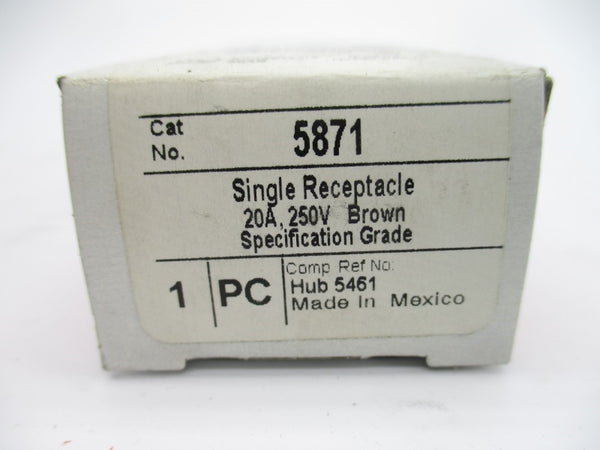 Cat
No.
5871
Single Receptacle
20A, 250V Brown
Specification Grade
1
PC
Comp Ref No:
Hub 5461
Made In Mexico